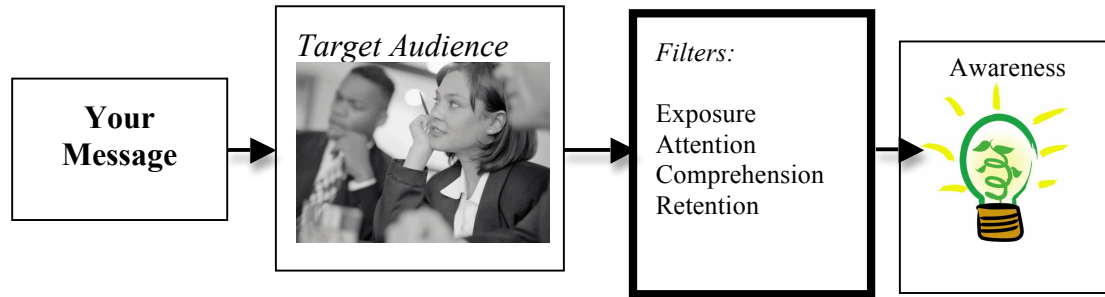 Your
Message
Target Audience
Filters:
Exposure
Attention
Comprehension
Retention
Awareness